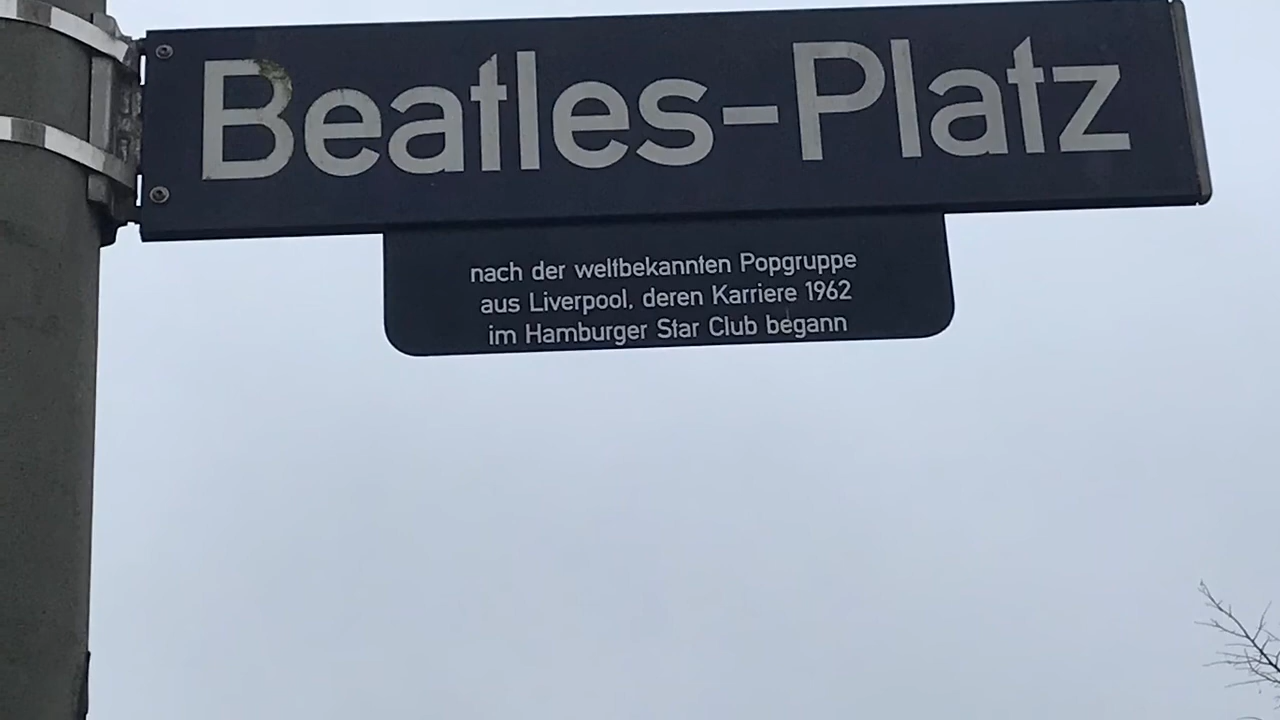 Beatles-Platz
nach der weltbekannten Popgruppe
aus Liverpool, deren Karriere 1962
im Hamburger Star Club begann